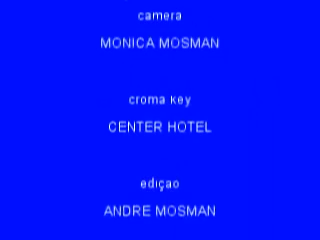 camera
MONICA MOSMAN
croma key
CENTER HOTEL
ediçao
ANDRE MOSMAN